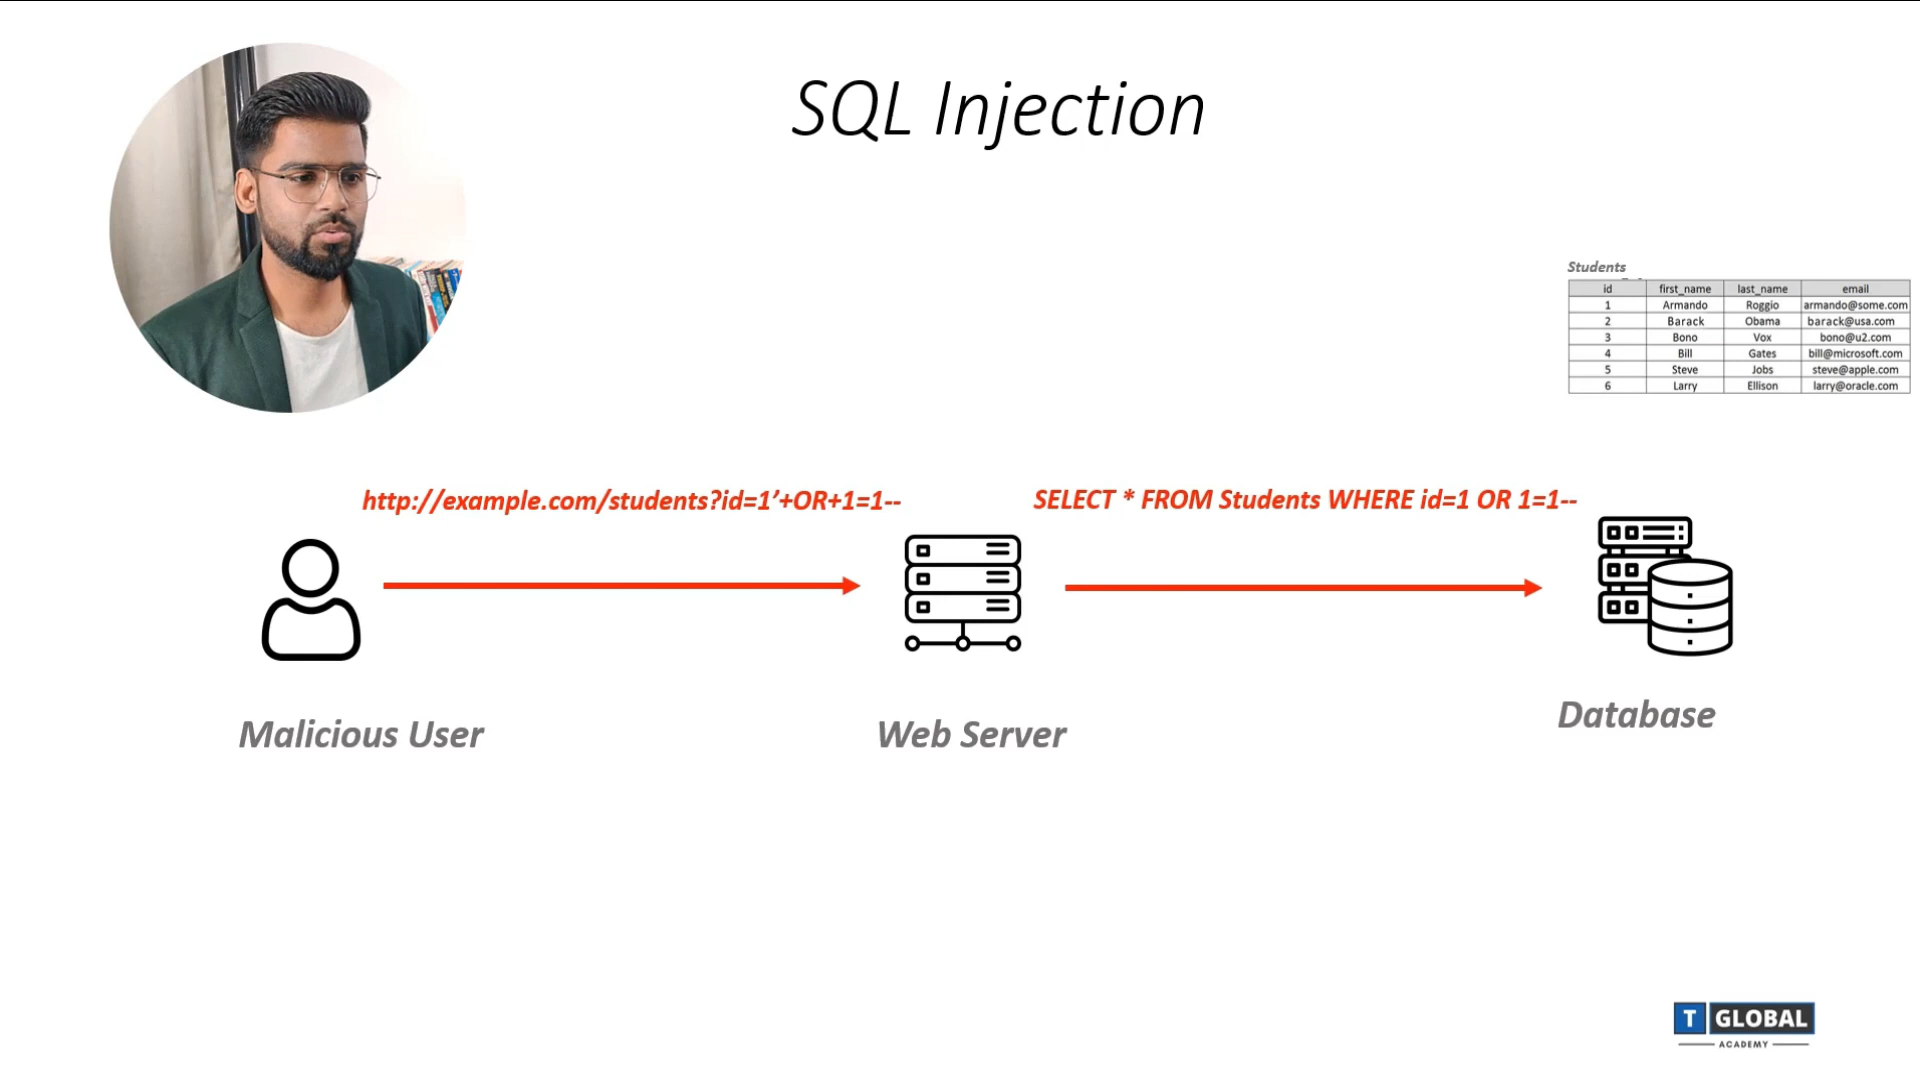 SQL Injection
Students
id first_name last_name email
1 Armando Roggio armando@some.com
2 Barack Obama barack@usa.com
3 Bono Vox bono@u2.com
4 Bill Gates bill@microsoft.com
5 Steve Jobs steve@apple.com
6 Larry Ellison larry@oracle.com
http://example.com/students?id=1’+OR+1=1--
SELECT * FROM Students WHERE id=1 OR 1=1--
Malicious User
Web Server
Database
T GLOBAL
ACADEMY